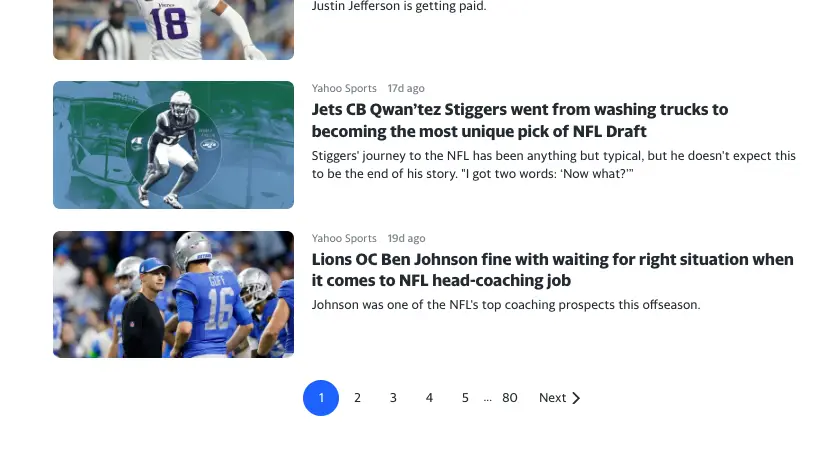 VIKINGS
18
Justin Jefferson is getting paid.
Yahoo Sports 17d ago
Jets CB Qwan’tez Stiggers went from washing trucks to
becoming the most unique pick of NFL Draft
Stiggers' journey to the NFL has been anything but typical, but he doesn't expect this
to be the end of his story. "I got two words: ‘Now what?’”
Yahoo Sports 19d ago
Lions OC Ben Johnson fine with waiting for right situation when
it comes to NFL head-coaching job
GOFF
16
Johnson was one of the NFL's top coaching prospects this offseason.
1 2 3 4 5 ... 80 Next